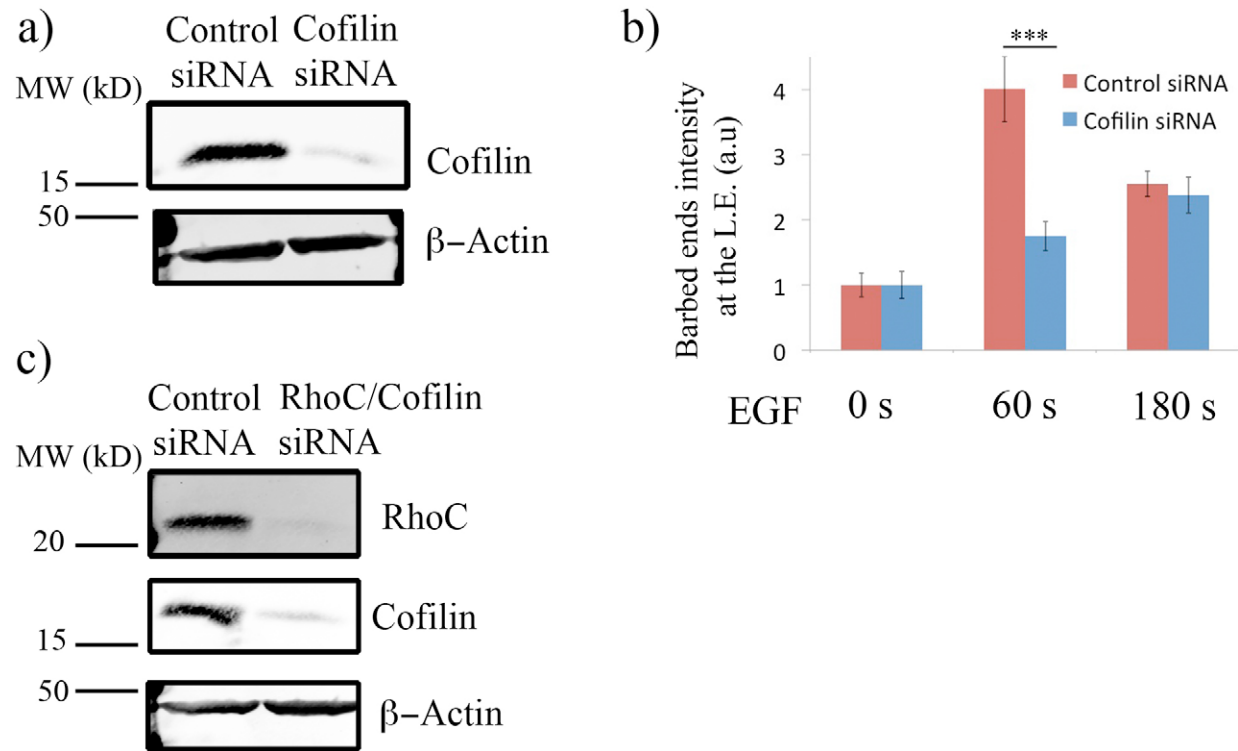 a)
Control Cofilin
siRNA siRNA
MW (kD)
Cofilin
15
50
β-Actin
b)
***
Control siRNA
Cofilin siRNA
Barbed ends intensity
at the L.E. (a.u)
4
3
2
1
0
EGF 0 s 60 s 180 s
c)
Control RhoC/Cofilin
siRNA siRNA
MW (kD)
RhoC
20
Cofilin
15
50
β-Actin